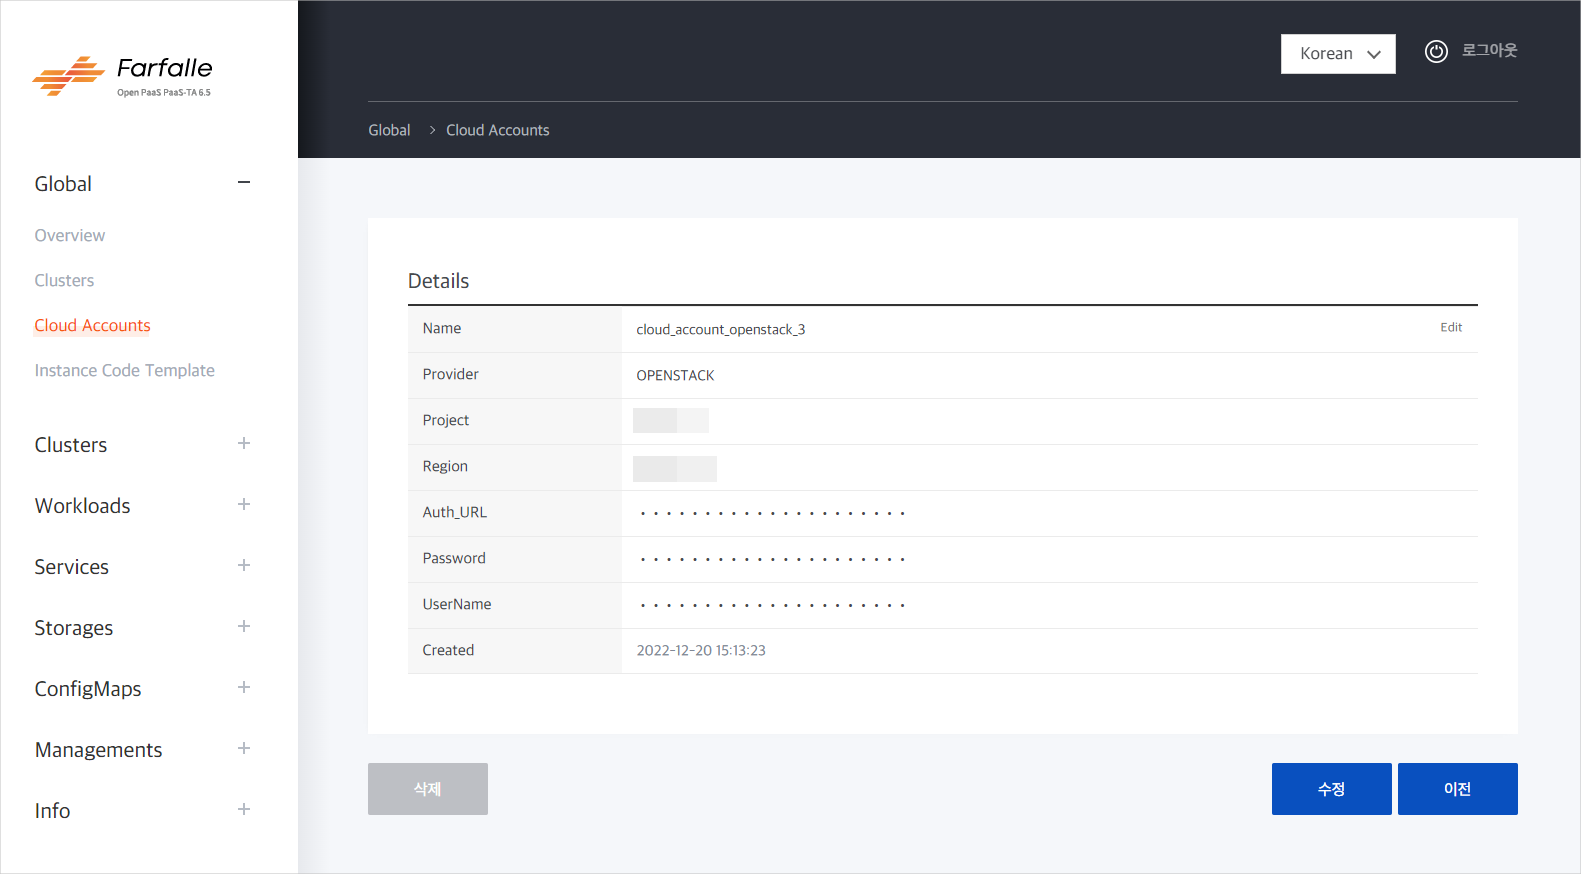 Farfalle
Open PaaS PaaS-TA 6.5
Korean
로그아웃
Global > Cloud Accounts
Global
Overview
Clusters
Cloud Accounts
Instance Code Template
Clusters
Workloads
Services
Storages
ConfigMaps
Managements
Info
Details
Name cloud_account_openstack_3 Edit
Provider OPENSTACK
Project
Region
Auth_URL
Password
UserName
Created 2022-12-20 15:13:23
삭제
수정
이전